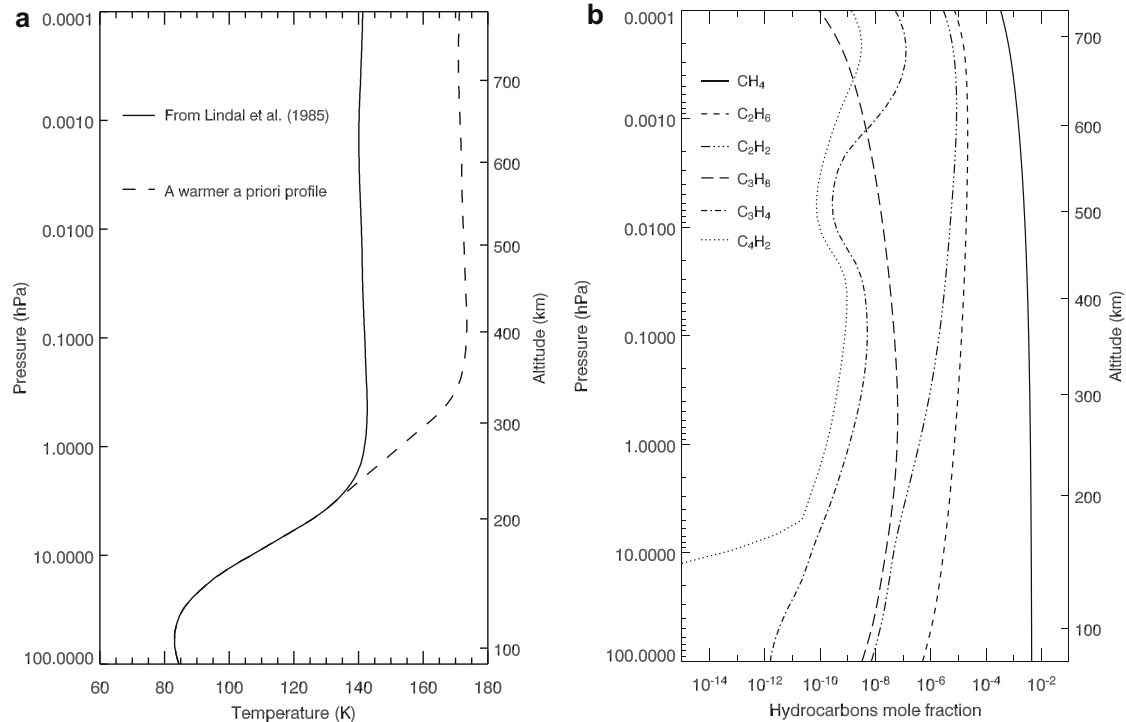 a
0.0001
0.0010
0.0100
0.1000
1.0000
10.0000
100.0000
Pressure (hPa)
From Lindal et al. (1985)
A warmer a priori profile
700
600
500
400
300
200
100
Altitude (km)
60 80 100 120 140 160 180
Temperature (K)
b
0.0001
0.0010
0.0100
0.1000
1.0000
10.0000
100.0000
Pressure (hPa)
CH₄
C₂H₆
C₂H₂
C₃H₈
C₃H₄
C₄H₂
700
600
500
400
300
200
100
Altitude (km)
10⁻¹⁴ 10⁻¹² 10⁻¹⁰ 10⁻⁸ 10⁻⁶ 10⁻⁴ 10⁻²
Hydrocarbons mole fraction